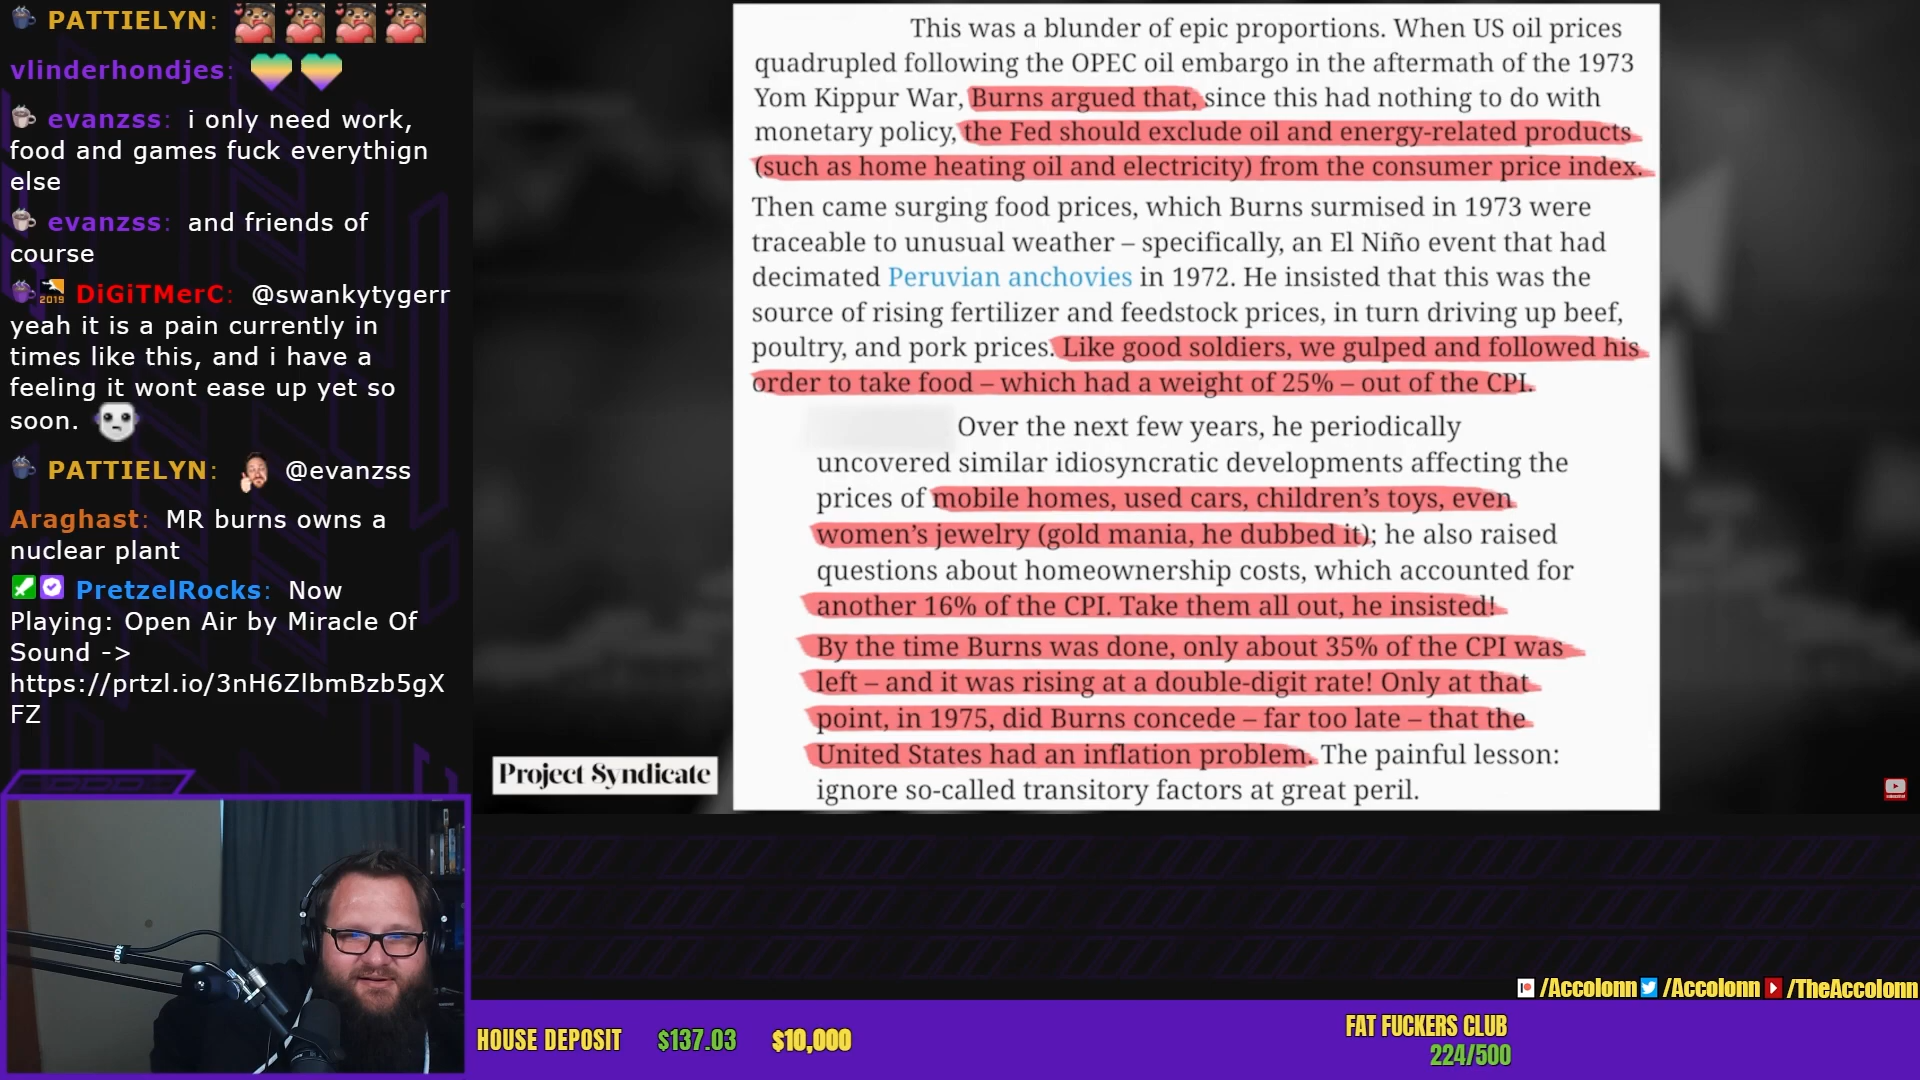 PATTIELYN:
vlinderhondjes:
evanzss: i only need work,
food and games fuck everythign
else
evanzss: and friends of
course
2019 DiGiTMerC: @swankytygerr
yeah it is a pain currently in
times like this, and i have a
feeling it wont ease up yet so
soon.
PATTIELYN: @evanzss
Araghast: MR burns owns a
nuclear plant
PretzelRocks: Now
Playing: Open Air by Miracle Of
Sound ->
https://prtzl.io/3nH6ZlbmBzb5gX
FZ
This was a blunder of epic proportions. When US oil prices
quadrupled following the OPEC oil embargo in the aftermath of the 1973
Yom Kippur War, Burns argued that, since this had nothing to do with
monetary policy, the Fed should exclude oil and energy-related products
(such as home heating oil and electricity) from the consumer price index.
Then came surging food prices, which Burns surmised in 1973 were
traceable to unusual weather – specifically, an El Niño event that had
decimated Peruvian anchovies in 1972. He insisted that this was the
source of rising fertilizer and feedstock prices, in turn driving up beef,
poultry, and pork prices. Like good soldiers, we gulped and followed his
order to take food – which had a weight of 25% – out of the CPI.
Over the next few years, he periodically
uncovered similar idiosyncratic developments affecting the
prices of mobile homes, used cars, children's toys, even
women's jewelry (gold mania, he dubbed it); he also raised
questions about homeownership costs, which accounted for
another 16% of the CPI. Take them all out, he insisted!
By the time Burns was done, only about 35% of the CPI was
left – and it was rising at a double-digit rate! Only at that
point, in 1975, did Burns concede – far too late – that the
United States had an inflation problem. The painful lesson:
ignore so-called transitory factors at great peril.
Project Syndicate
/Accolonn /Accolonn /TheAccolonn
HOUSE DEPOSIT $137.03 $10,000
FAT FUCKERS CLUB
224/500